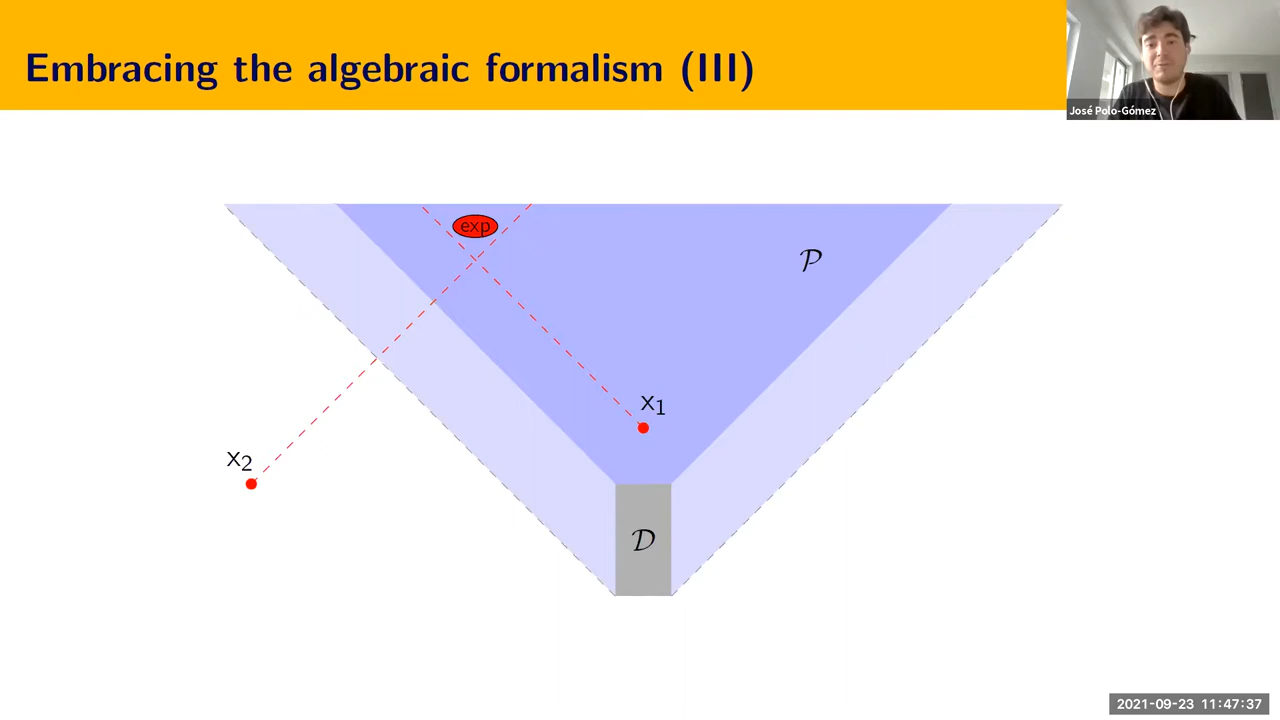 Embracing the algebraic formalism (III)
José Polo-Gómez
exp
𝒫
x₁
x₂
𝒟
2021-09-23 11:47:37